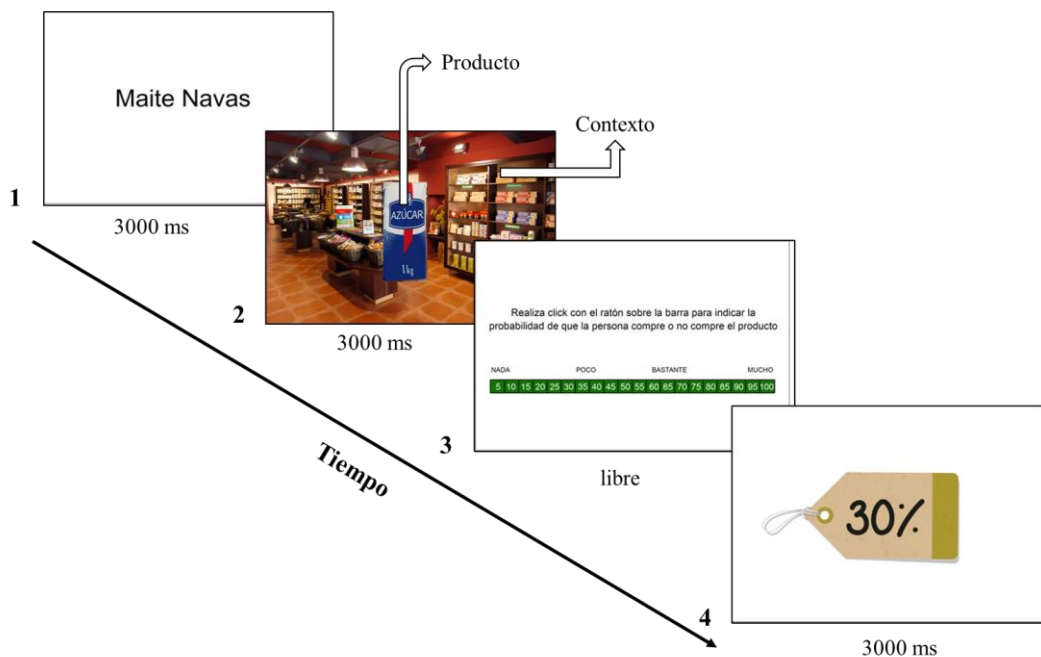 Maite Navas
1
3000 ms
Producto
Contexto
AZÚCAR
1kg
2
3000 ms
Realiza click con el ratón sobre la barra para indicar la
probabilidad de que la persona compre o no compre el producto
NADA POCO BASTANTE MUCHO
5 10 15 20 25 30 35 40 45 50 55 60 65 70 75 80 85 90 95 100
3
libre
Tiempo
30%
4
3000 ms